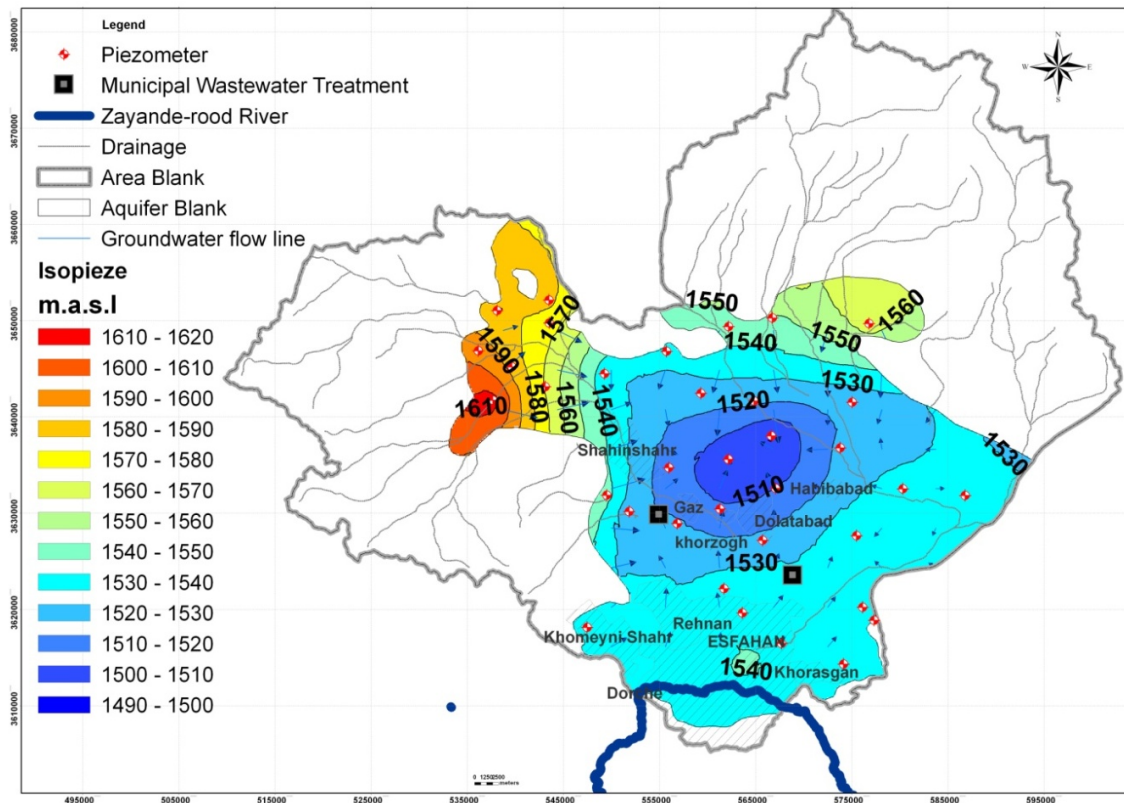 Legend
Piezometer
Municipal Wastewater Treatment
Zayande-rood River
Drainage
Area Blank
Aquifer Blank
Groundwater flow line
Isopieze
m.a.s.l
1610 - 1620
1600 - 1610
1590 - 1600
1580 - 1590
1570 - 1580
1560 - 1570
1550 - 1560
1540 - 1550
1530 - 1540
1520 - 1530
1510 - 1520
1500 - 1510
1490 - 1500
N
W E
S
1550
1560
1570
1550
1540
1590
1530
1580
1560
1540
1520
1610
1530
Shahinshahr
1510
Habibabad
Gaz
Dolatabad
khorzogh
1530
Rehnan
Khomeyni-Shahr
ESFAHAN
1540
Khorasgan
3680000
3670000
3660000
3650000
3640000
3630000
3620000
3610000
0 1250 2500
meters
495000 505000 515000 525000 535000 545000 555000 565000 575000 585000 595000